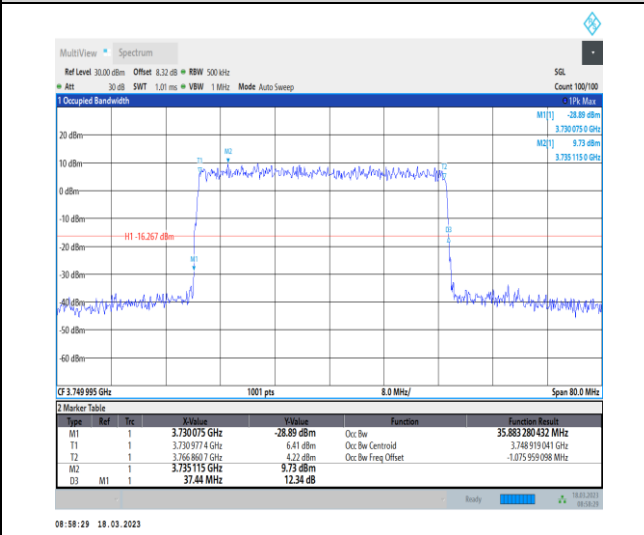 MultiView Spectrum
Ref Level 30.00 dBm Offset 8.32 dB RBW 500 kHz SGL
Att 30 dB SWT 1.01 ms VBW 1 MHz Mode Auto Sweep Count 100/100
1 Occupied Bandwidth 1Pk Max
M1[1] -28.89 dBm
3.730 075 0 GHz
M2[1] 9.73 dBm
3.735 115 0 GHz
20 dBm
M2
T1 T2
10 dBm
0 dBm
-10 dBm
D3
H1 -16.267 dBm
-20 dBm
M1
-30 dBm
-40 dBm
-50 dBm
-60 dBm
CF 3.749 995 GHz 1001 pts 8.0 MHz/ Span 80.0 MHz
2 Marker Table
Type Ref Trc X-Value Y-Value Function Function Result
M1 1 3.730 075 GHz -28.89 dBm Occ Bw 35.883 280 432 MHz
T1 1 3.730 977 4 GHz 6.41 dBm Occ Bw Centroid 3.748 919 041 GHz
T2 1 3.766 860 7 GHz 4.22 dBm Occ Bw Freq Offset -1.075 959 098 MHz
M2 1 3.735 115 GHz 9.73 dBm
D3 M1 1 37.44 MHz 12.34 dB
Ready 18.03.2023
08:58:29
08:58:29 18.03.2023